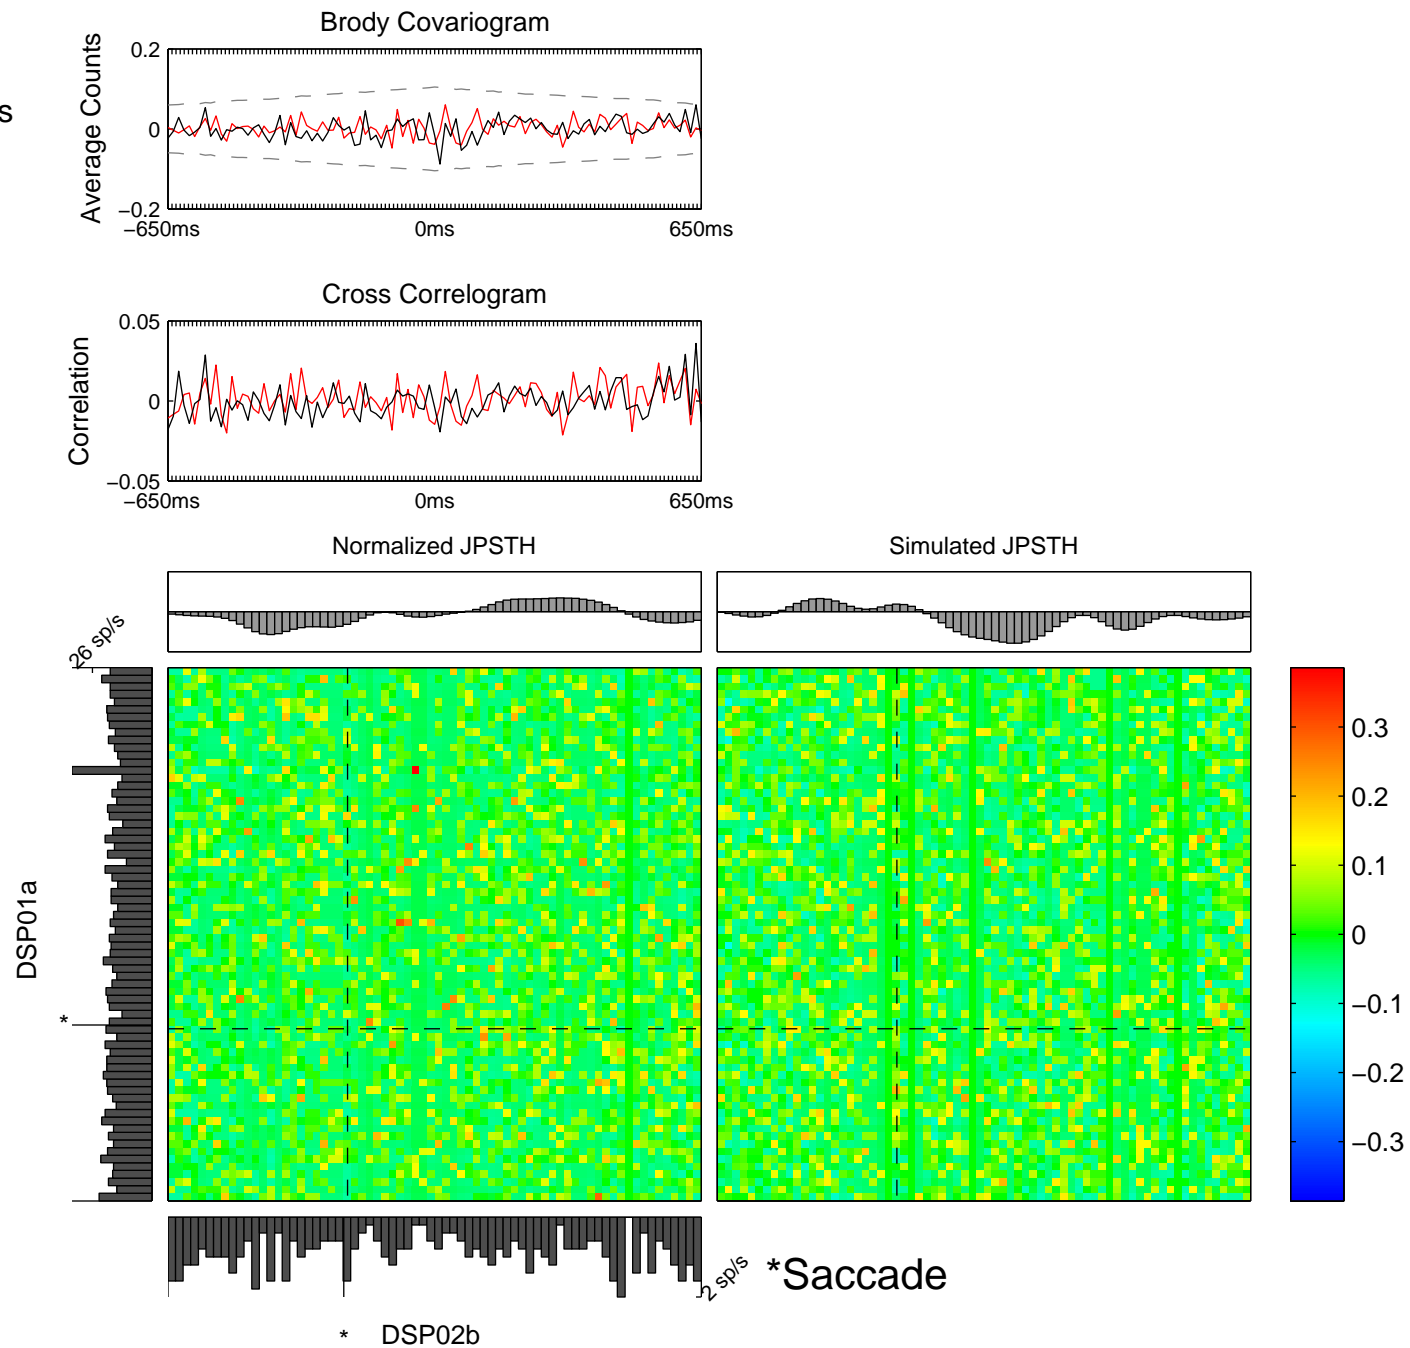 Brody Covariogram
Average Counts
s
0.2
0
−0.2
−650ms
0ms
650ms
Cross Correlogram
Correlation
0.05
0
−0.05
−650ms
0ms
650ms
Normalized JPSTH
Simulated JPSTH
26 sp/s
DSP01a
*
0.3
0.2
0.1
0
−0.1
−0.2
−0.3
2 sp/s
*Saccade
* DSP02b